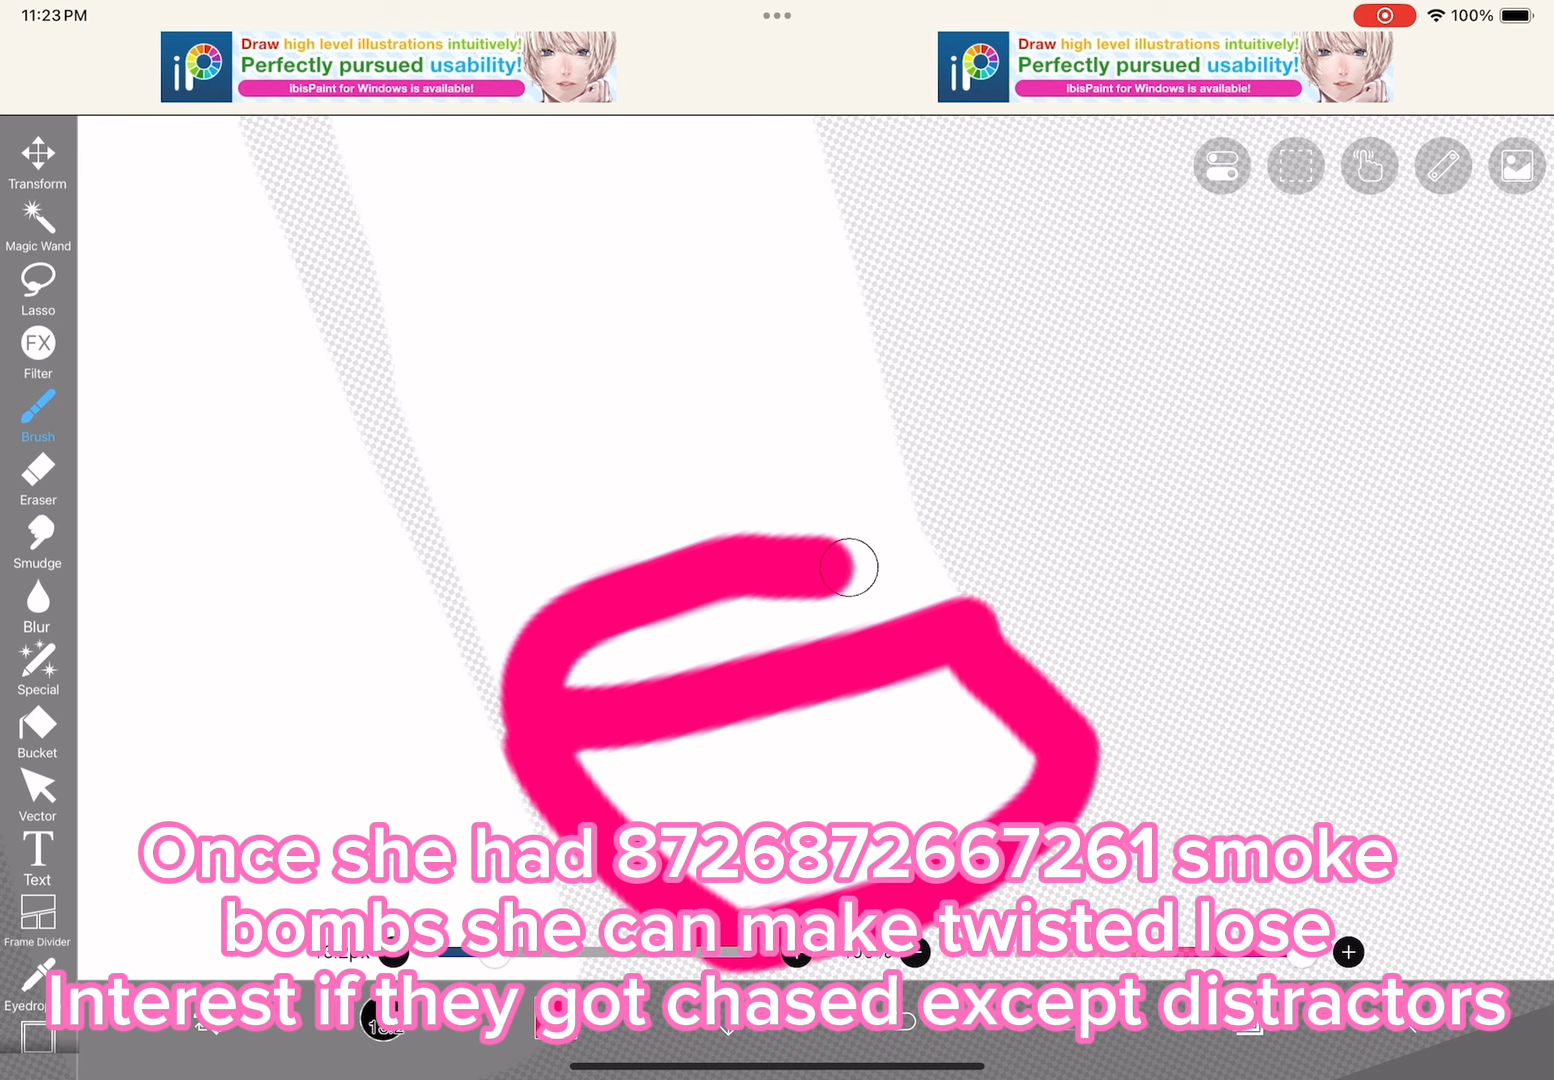 11:23 PM
100%
Draw high level illustrations intuitively!
Perfectly pursued usability!
ibisPaint for Windows is available!
Draw high level illustrations intuitively!
Perfectly pursued usability!
ibisPaint for Windows is available!
Transform
Magic Wand
Lasso
FX
Filter
Brush
Eraser
Smudge
Blur
Special
Bucket
Vector
T
Text
Frame Divider
Once she had 8726872667261 smoke
bombs she can make twisted lose
Interest if they got chased except distractors